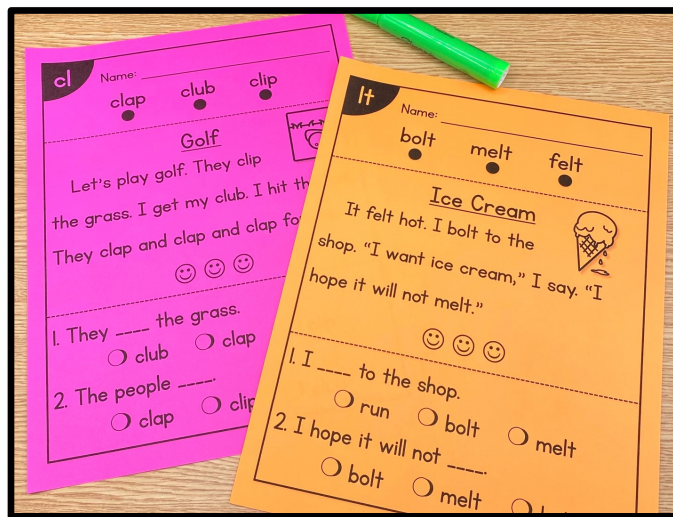 cl
Name:
clap club clip
Golf
Let's play golf. They clip
the grass. I get my club. I hit
They clap and clap and clap
1. They ____ the grass.
club clap
2. The people ____.
clap
lt
Name:
bolt melt felt
Ice Cream
It felt hot. I bolt to the
shop. "I want ice cream," I say. "I
hope it will not melt."
1. I ____ to the shop.
run bolt melt
2. I hope it will not ____.
bolt melt